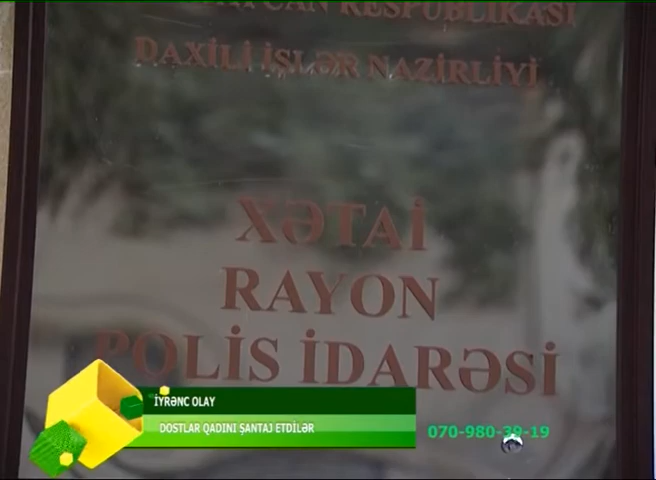 RESPUBLİKASI
DAXİLİ İŞLƏR NAZİRLİYİ
XƏTAİ
RAYON
POLİS İDARƏSİ
İYRƏNC OLAY
DOSTLAR QADINI ŞANTAJ ETDİLƏR
070-980-39-19